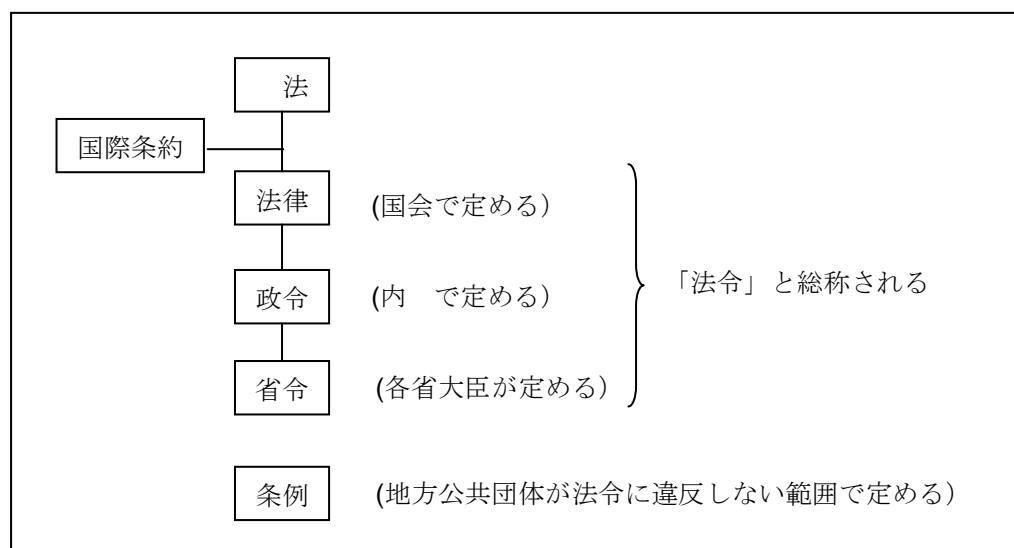 法
国際条約
法律 (国会で定める）
政令 (内　で定める）
「法令」と総称される
省令 (各省大臣が定める）
条例 (地方公共団体が法令に違反しない範囲で定める）